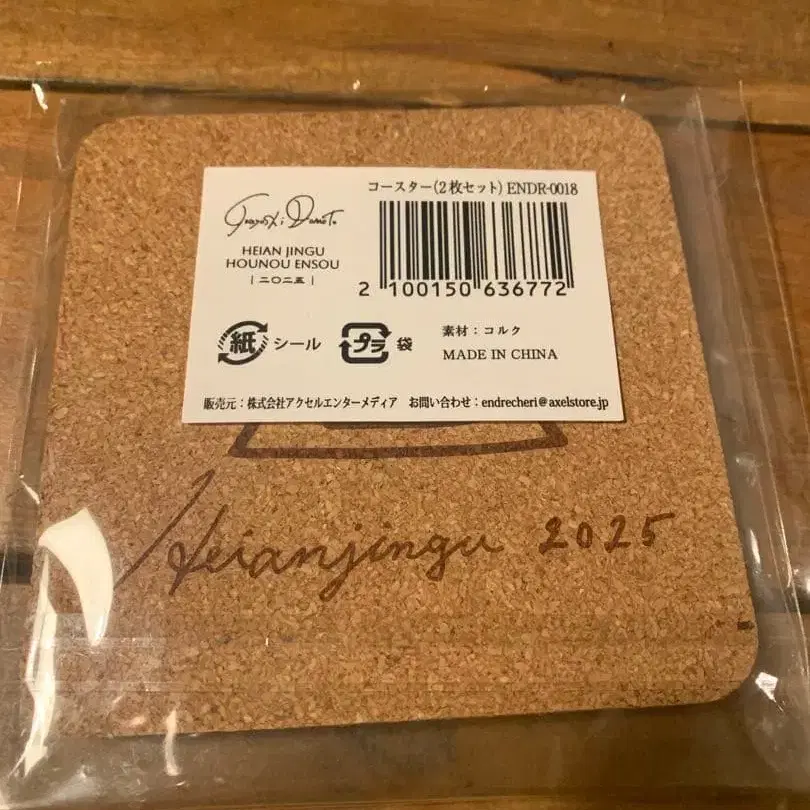 コースター(2枚セット) ENDR-0018
Tsuyoshi Domoto
HEIAN JINGU
HOUNOU ENSOU
|二〇二五|
2 100150 636772
紙 シール
プラ 袋
素材：コルク
MADE IN CHINA
販売元：株式会社アクセルエンターメディア お問い合わせ：endrecheri@axelstore.jp
Heianjingu 2025